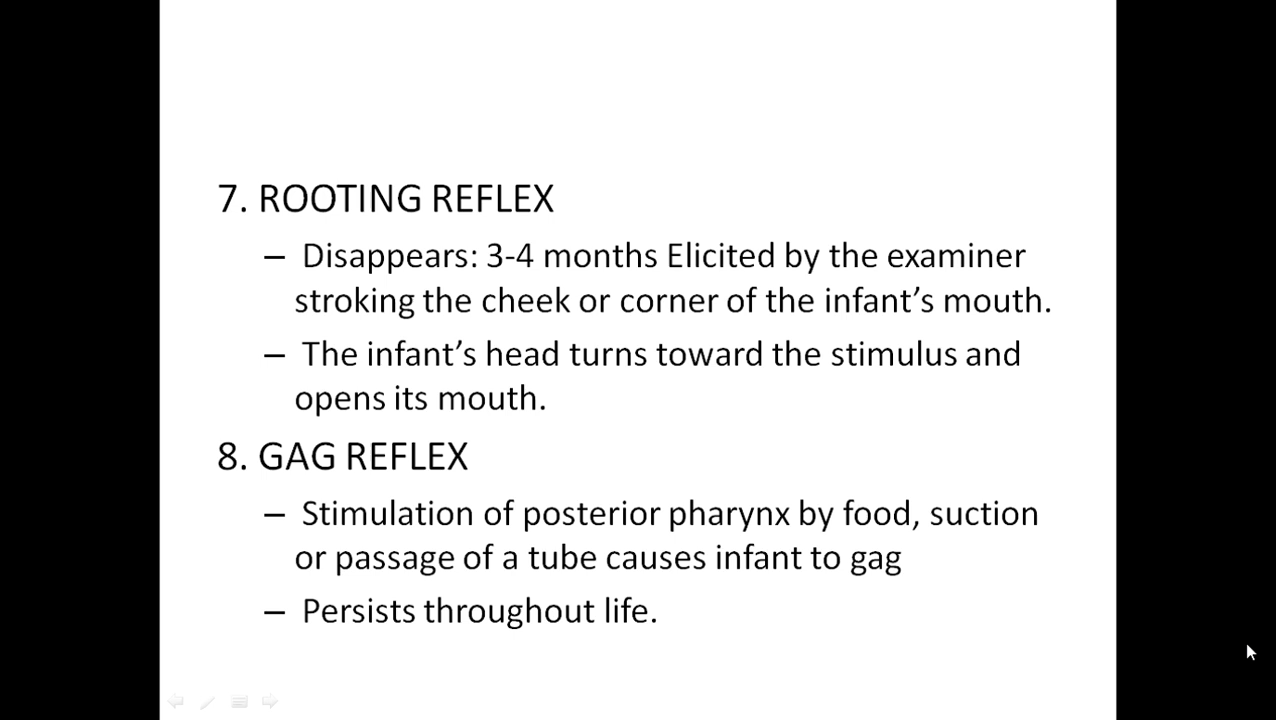 7. ROOTING REFLEX
– Disappears: 3-4 months Elicited by the examiner
stroking the cheek or corner of the infant’s mouth.
– The infant’s head turns toward the stimulus and
opens its mouth.
8. GAG REFLEX
– Stimulation of posterior pharynx by food, suction
or passage of a tube causes infant to gag
– Persists throughout life.